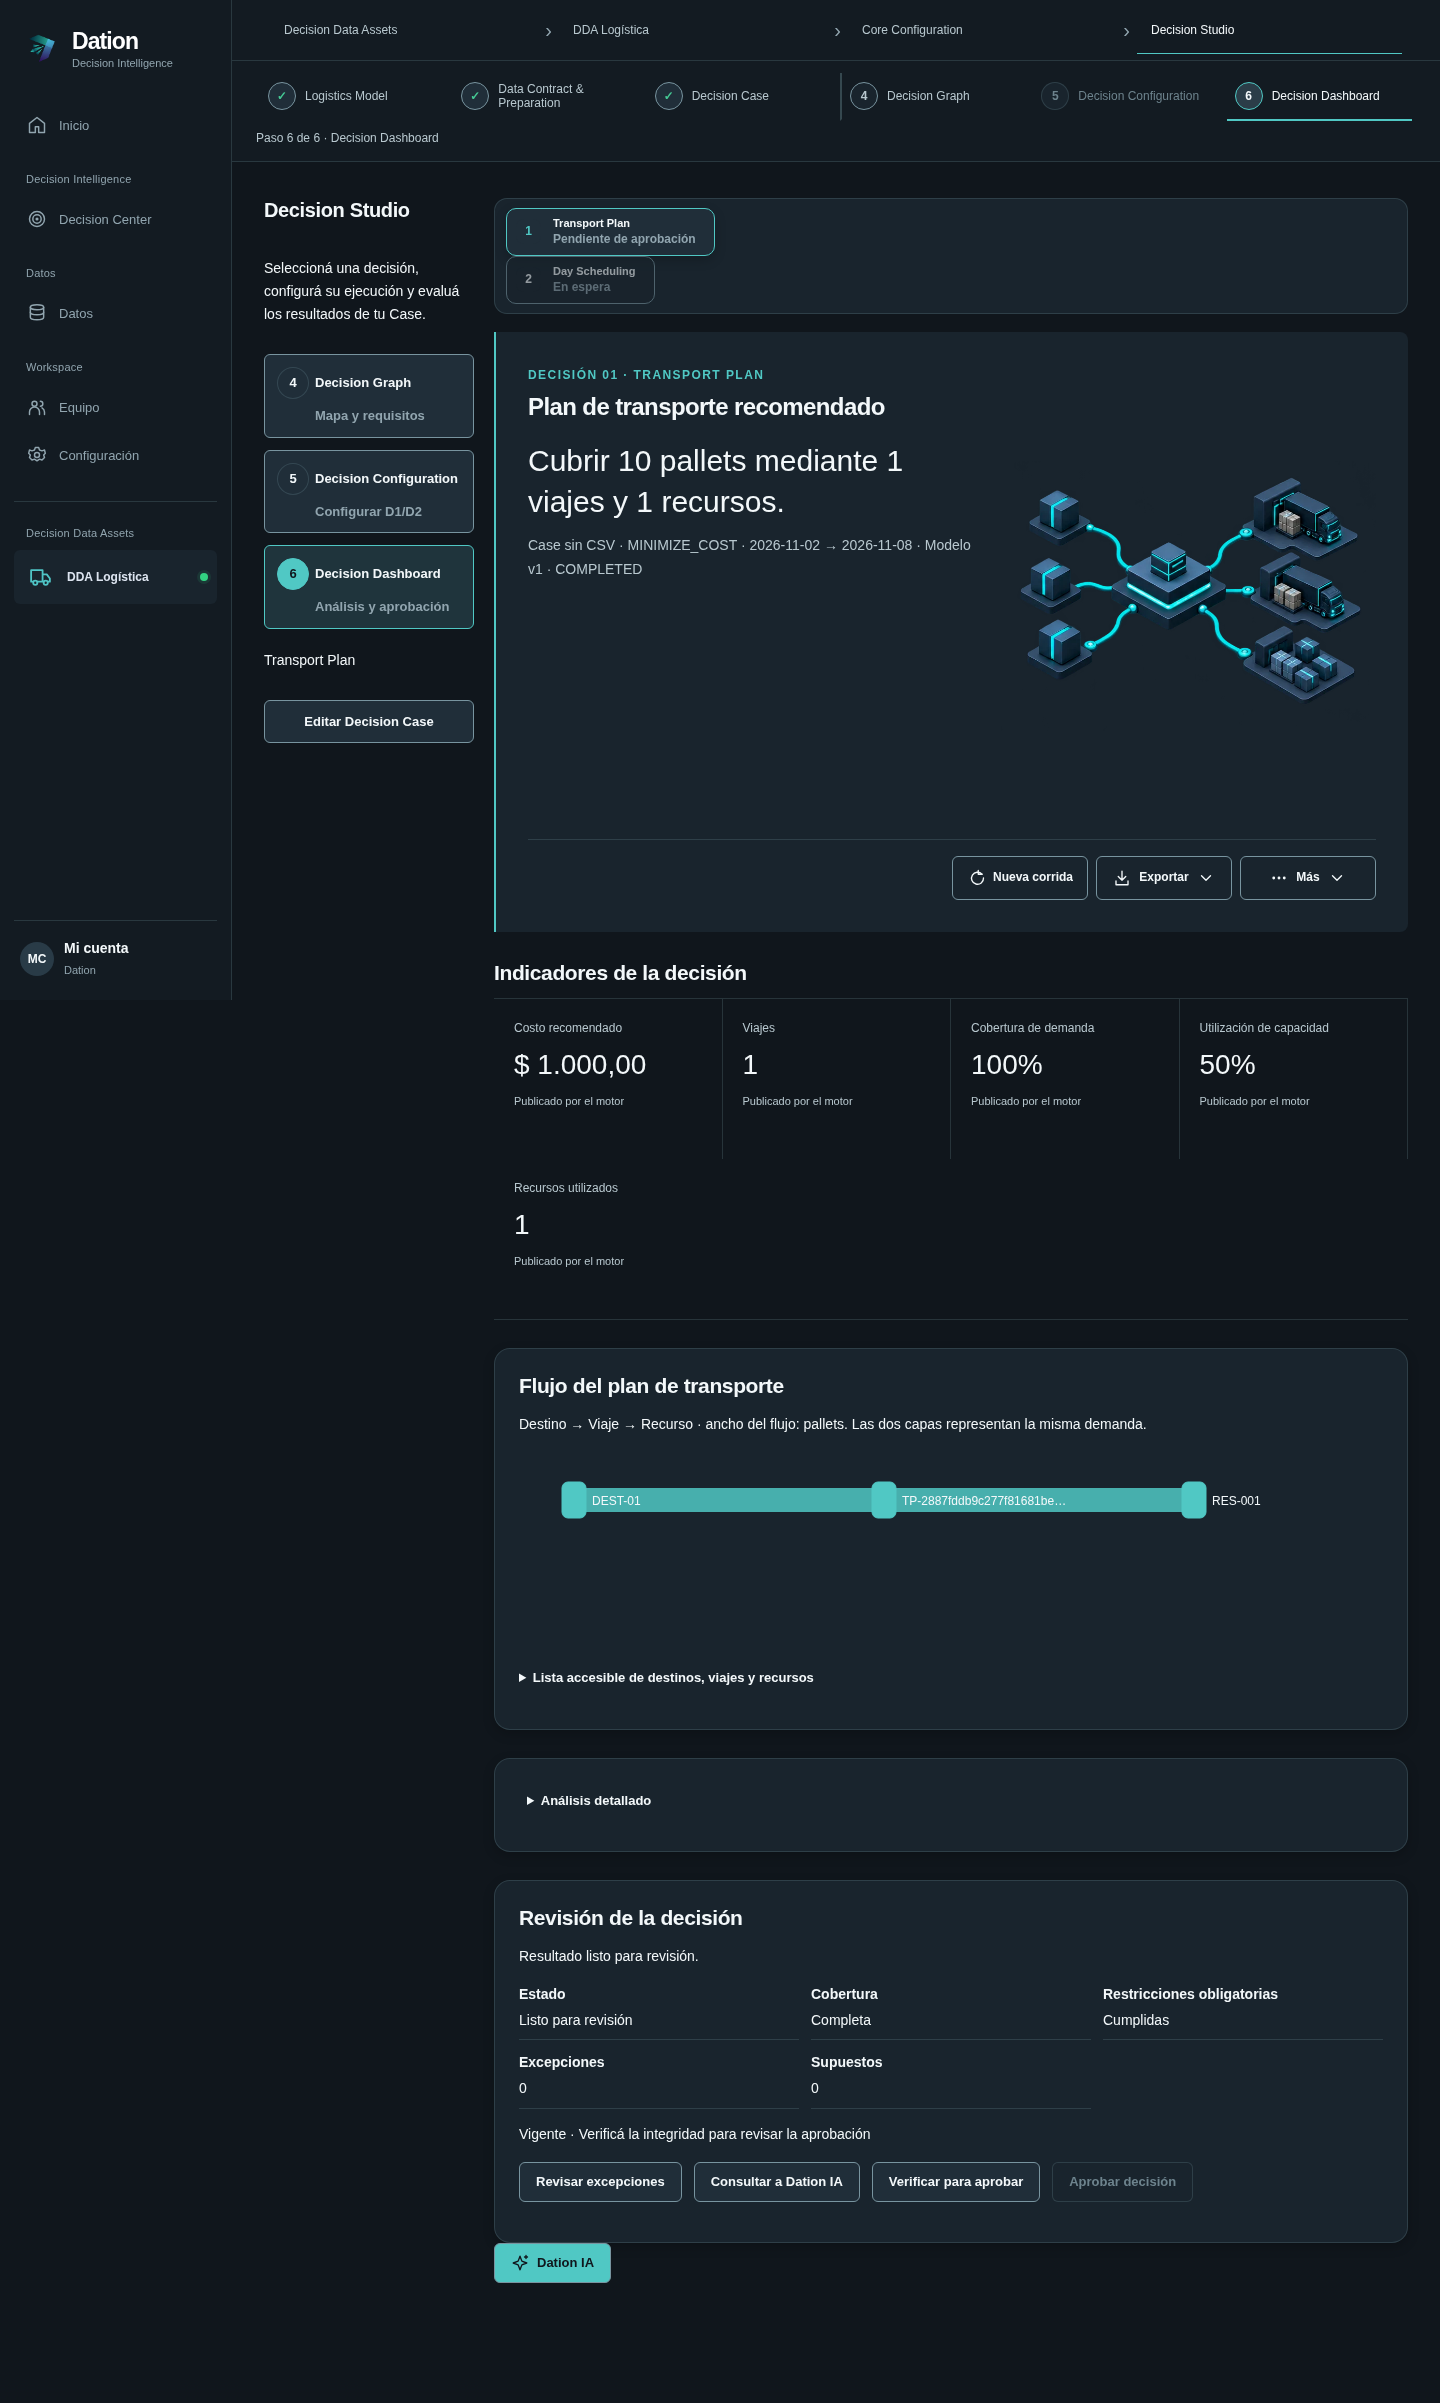 Dation
Decision Intelligence
Inicio
Decision Intelligence
Decision Center
Datos
Datos
Workspace
Equipo
Configuración
Decision Data Assets
DDA Logística
MC
Mi cuenta
Dation
Decision Data Assets
DDA Logística
Core Configuration
Decision Studio
✓ Logistics Model
✓ Data Contract &
Preparation
✓ Decision Case
4 Decision Graph
5 Decision Configuration
6 Decision Dashboard
Paso 6 de 6 · Decision Dashboard
Decision Studio
Seleccioná una decisión,
configurá su ejecución y evaluá
los resultados de tu Case.
4 Decision Graph
Mapa y requisitos
5 Decision Configuration
Configurar D1/D2
6 Decision Dashboard
Análisis y aprobación
Transport Plan
Editar Decision Case
1 Transport Plan
Pendiente de aprobación
2 Day Scheduling
En espera
DECISIÓN 01 · TRANSPORT PLAN
Plan de transporte recomendado
Cubrir 10 pallets mediante 1
viajes y 1 recursos.
Case sin CSV · MINIMIZE_COST · 2026-11-02 → 2026-11-08 · Modelo
v1 · COMPLETED
Nueva corrida
Exportar
Más
Indicadores de la decisión
Costo recomendado
$ 1.000,00
Publicado por el motor
Viajes
1
Publicado por el motor
Cobertura de demanda
100%
Publicado por el motor
Utilización de capacidad
50%
Publicado por el motor
Recursos utilizados
1
Publicado por el motor
Flujo del plan de transporte
Destino → Viaje → Recurso · ancho del flujo: pallets. Las dos capas representan la misma demanda.
DEST-01
TP-2887fddb9c277f81681be…
RES-001
Lista accesible de destinos, viajes y recursos
Análisis detallado
Revisión de la decisión
Resultado listo para revisión.
Estado
Listo para revisión
Cobertura
Completa
Restricciones obligatorias
Cumplidas
Excepciones
0
Supuestos
0
Vigente · Verificá la integridad para revisar la aprobación
Revisar excepciones
Consultar a Dation IA
Verificar para aprobar
Aprobar decisión
Dation IA